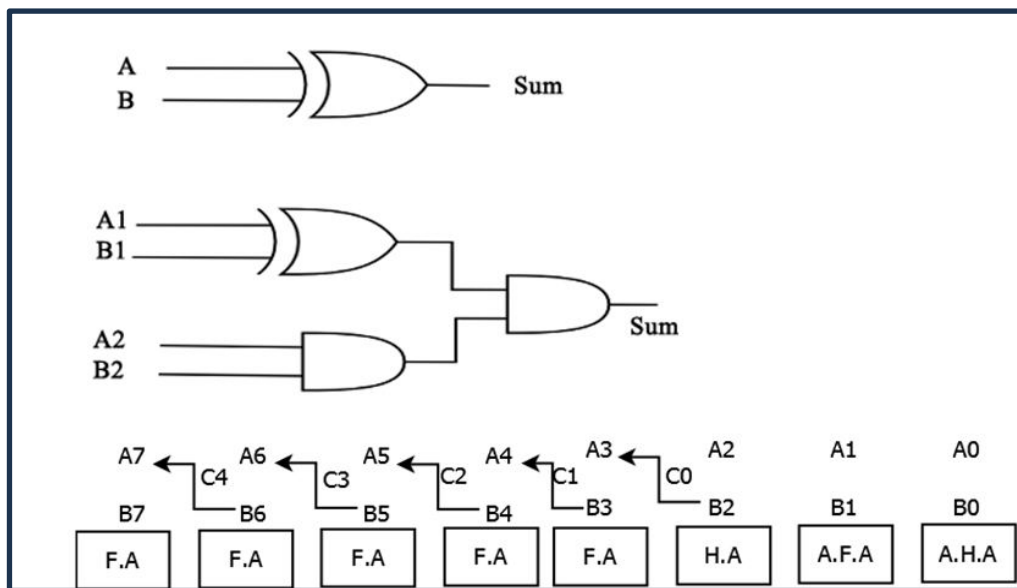 A
B
Sum
A1
B1
A2
B2
Sum
A7 A6 A5 A4 A3 A2 A1 A0
C4 C3 C2 C1 C0
B7 B6 B5 B4 B3 B2 B1 B0
F.A F.A F.A F.A F.A H.A A.F.A A.H.A